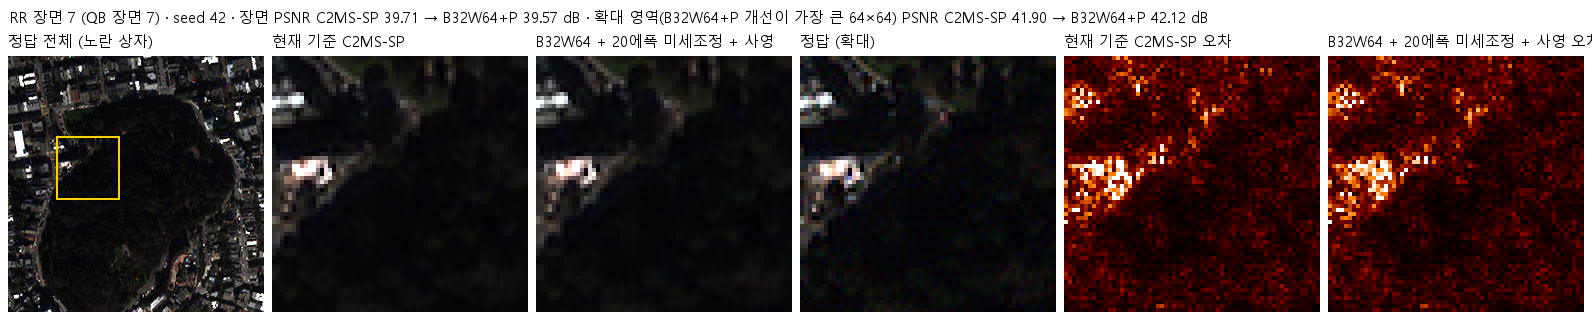 RR 장면 7 (QB 장면 7) · seed 42 · 장면 PSNR C2MS-SP 39.71 → B32W64+P 39.57 dB · 확대 영역(B32W64+P 개선이 가장 큰 64×64) PSNR C2MS-SP 41.90 → B32W64+P 42.12 dB
정답 전체 (노란 상자)
현재 기준 C2MS-SP
B32W64 + 20에폭 미세조정 + 사영
정답 (확대)
현재 기준 C2MS-SP 오차
B32W64 + 20에폭 미세조정 + 사영 오차